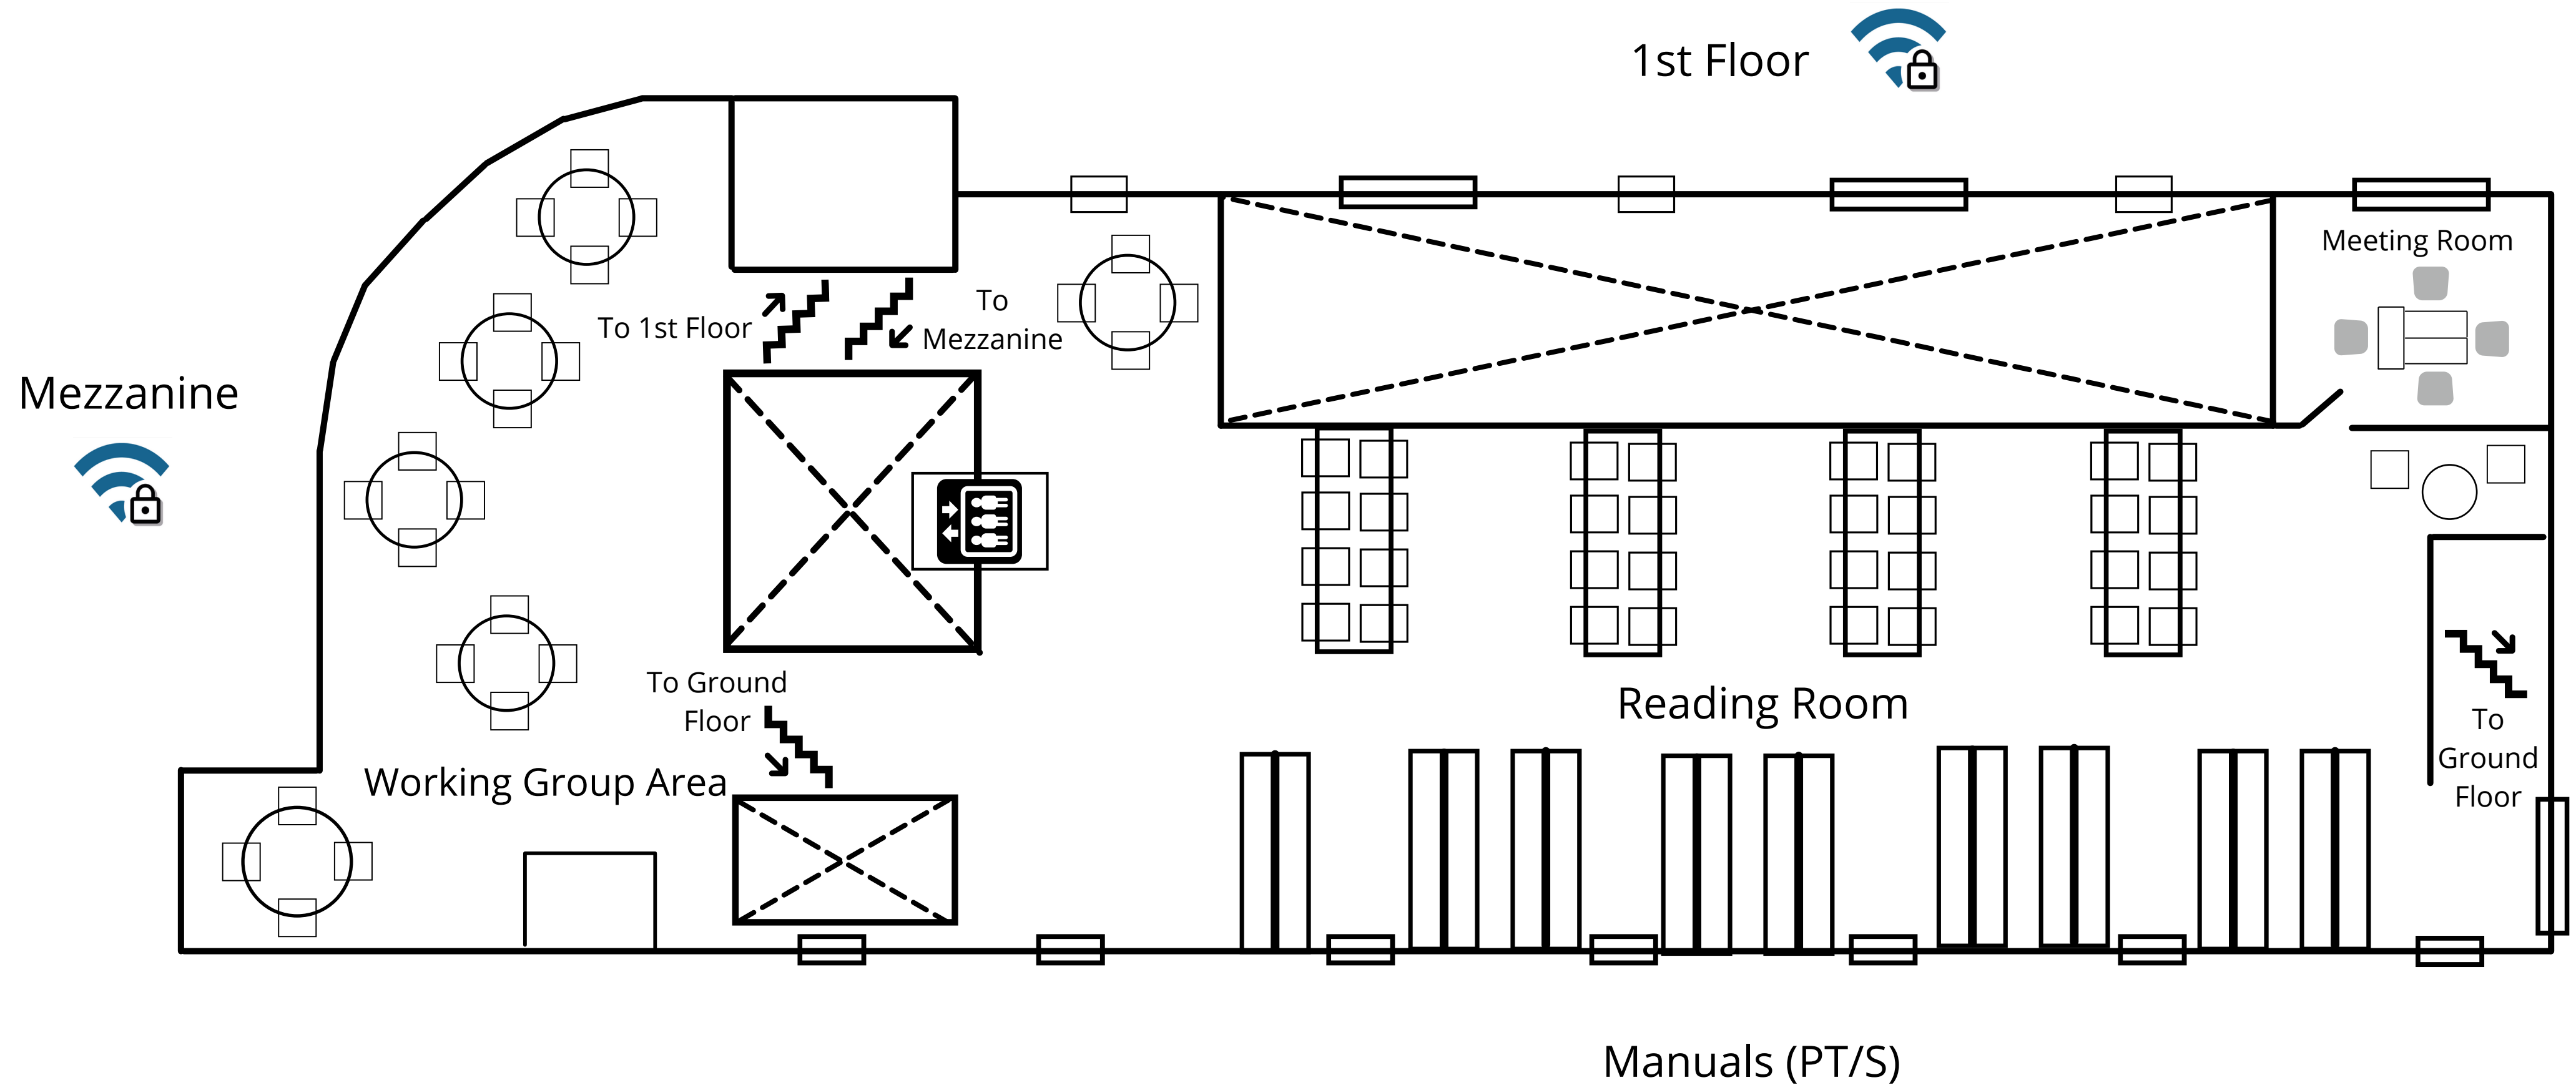 1st Floor
Meeting Room
To 1st Floor
To
Mezzanine
Mezzanine
To Ground
Floor
Working Group Area
Reading Room
To
Ground
Floor
Manuals (PT/S)